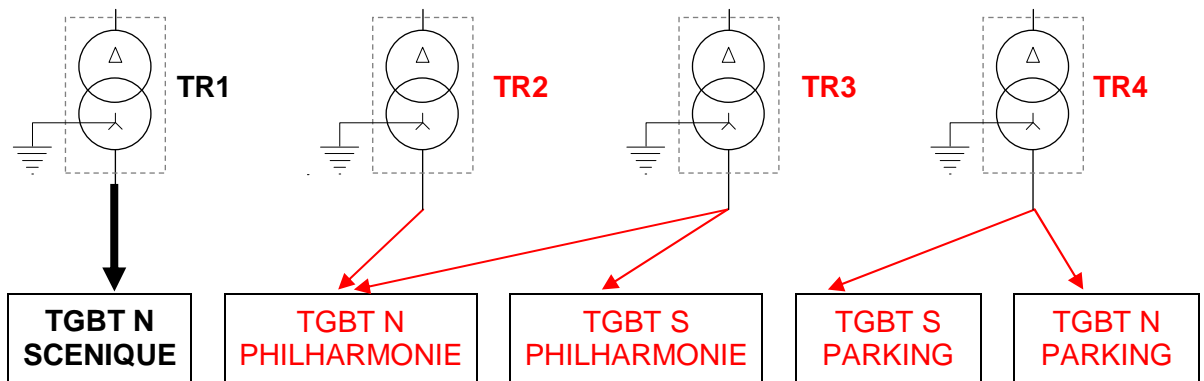 TR1
TR2
TR3
TR4
TGBT N
SCENIQUE
TGBT N
PHILHARMONIE
TGBT S
PHILHARMONIE
TGBT S
PARKING
TGBT N
PARKING